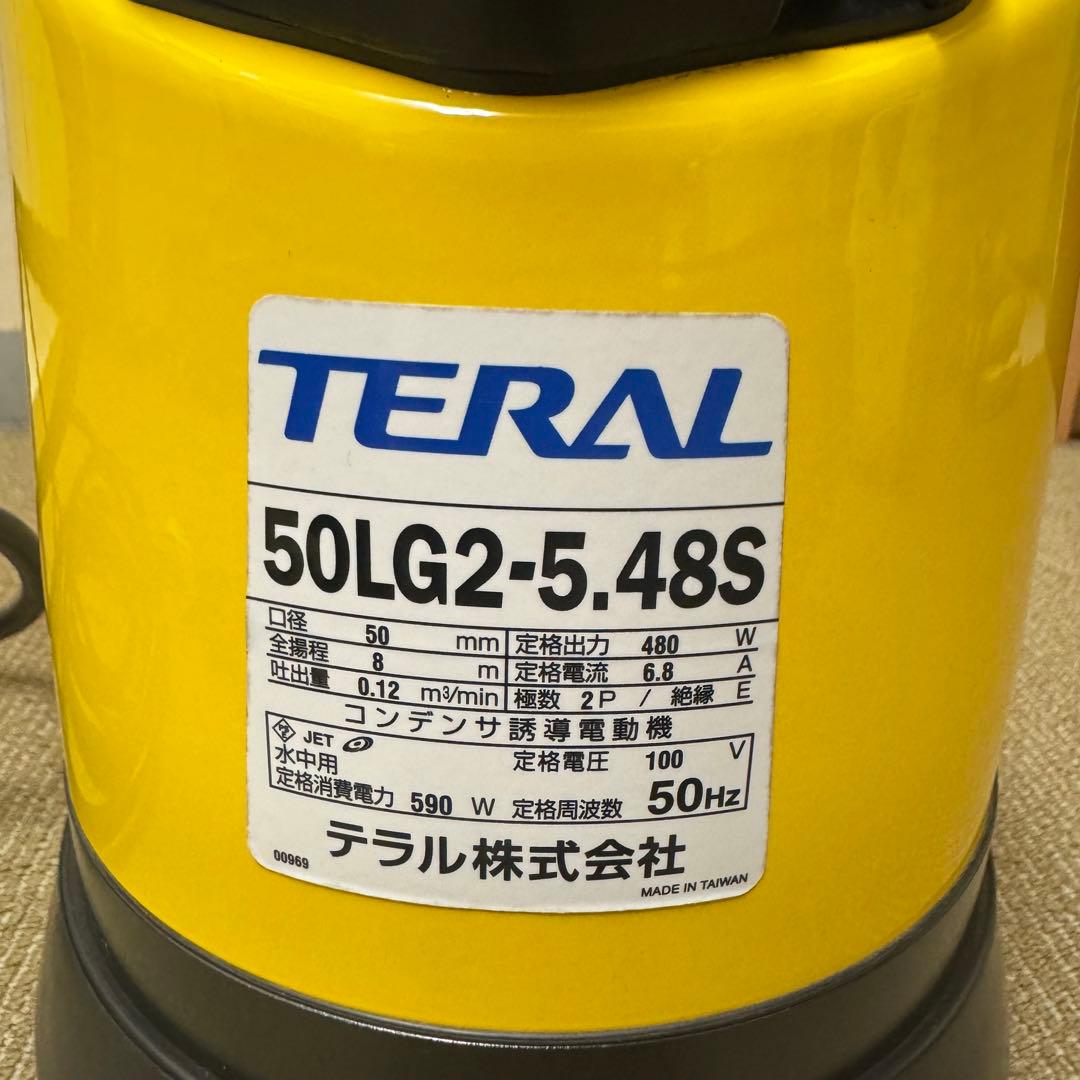 TERAL
50LG2-5.48S
口径 50 mm 定格出力 480 W
全揚程 8 m 定格電流 6.8 A
吐出量 0.12 m³/min 極数 2P / 絶縁 E
コンデンサ誘導電動機
PSE JET 定格電圧 100 V
水中用
定格消費電力 590 W 定格周波数 50Hz
テラル株式会社
00969
MADE IN TAIWAN